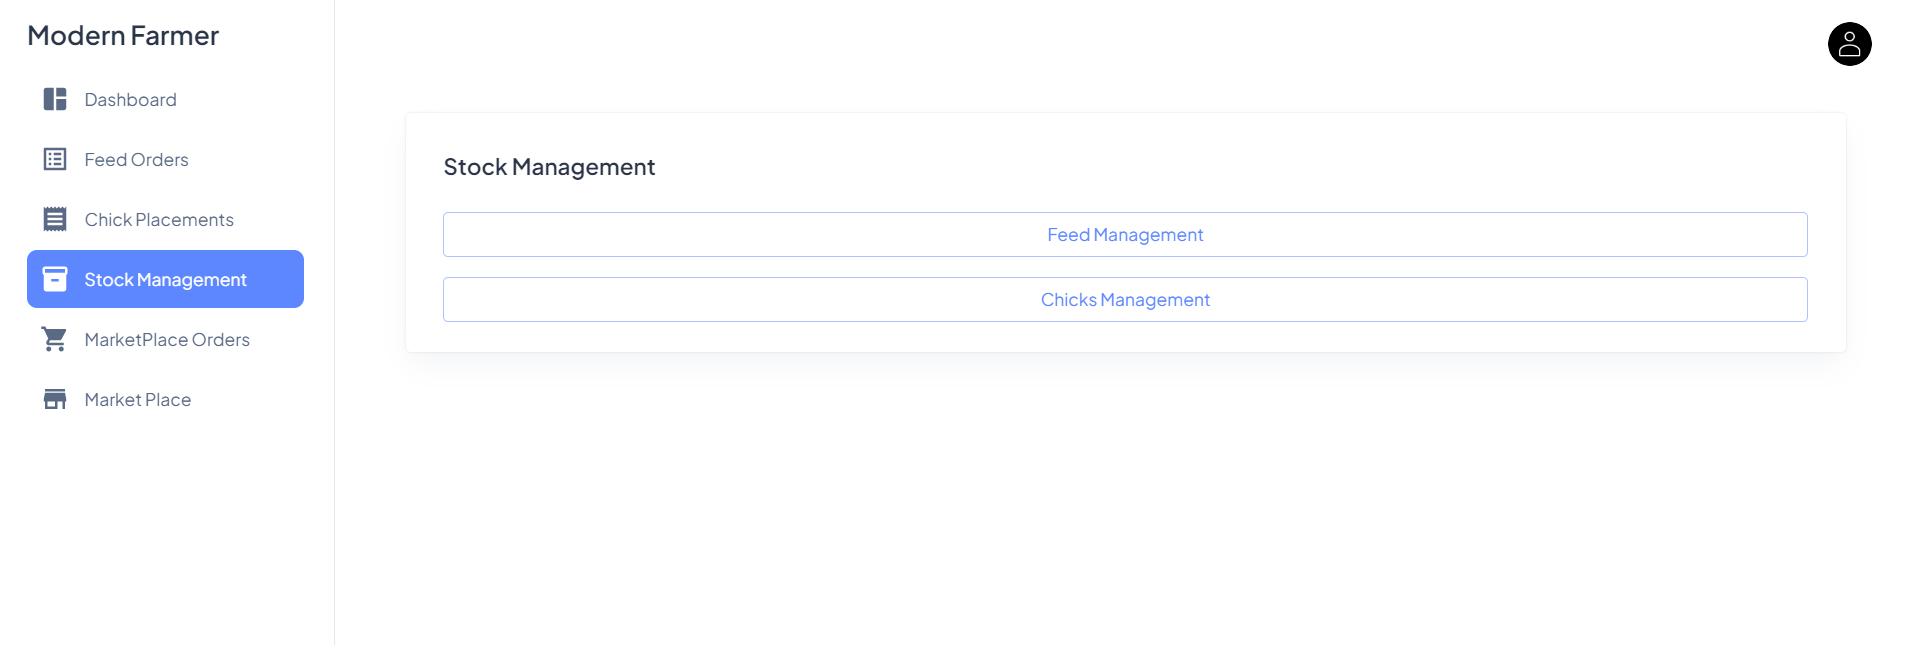 Modern Farmer
Dashboard
Feed Orders
Chick Placements
Stock Management
MarketPlace Orders
Market Place
Stock Management
Feed Management
Chicks Management